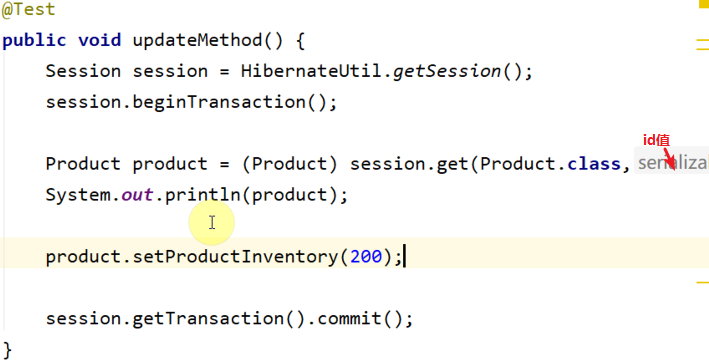 @Test
public void updateMethod() {
Session session = HibernateUtil.getSession();
session.beginTransaction();
id值
Product product = (Product) session.get(Product.class, serializa
System.out.println(product);
product.setProductInventory(200);
session.getTransaction().commit();
}